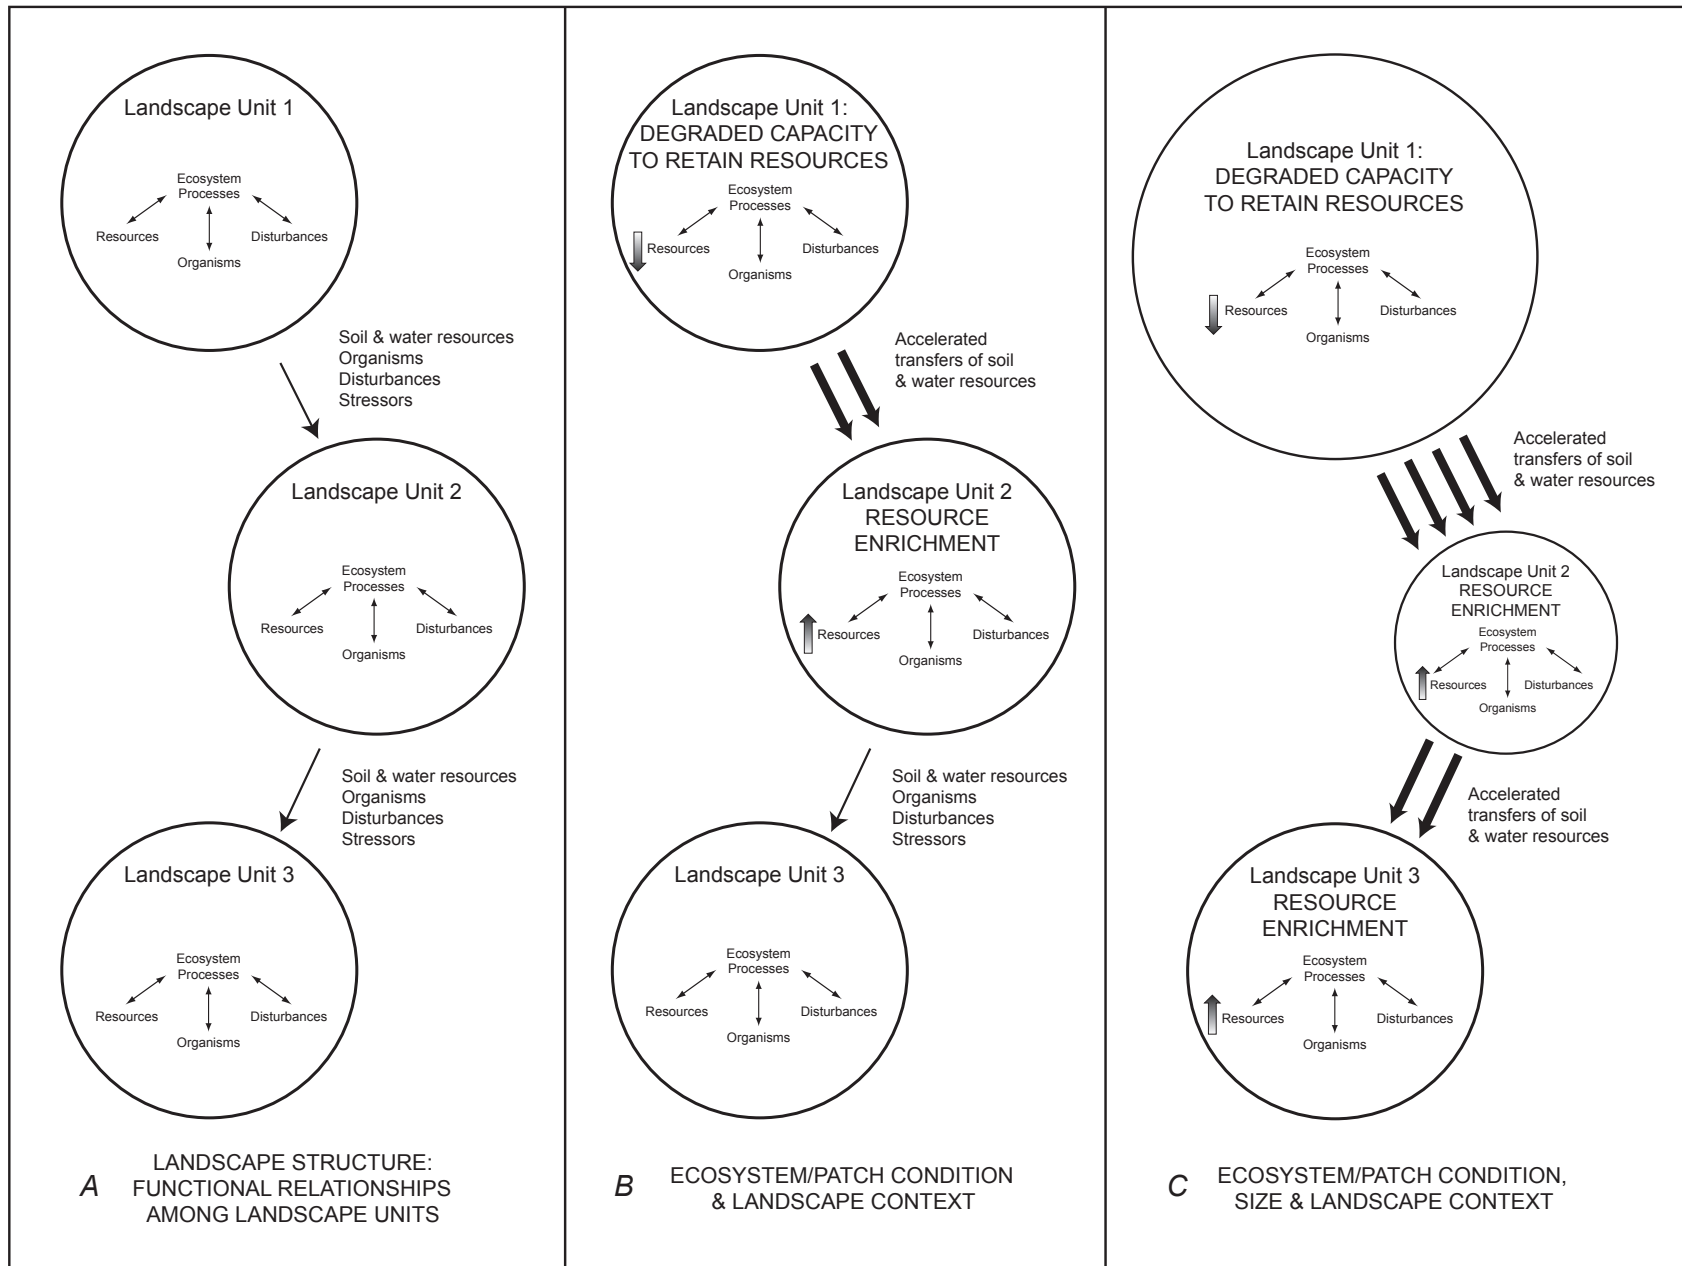 Landscape Unit 1
Ecosystem
Processes
Resources
Disturbances
Organisms
Soil & water resources
Organisms
Disturbances
Stressors
Landscape Unit 2
Ecosystem
Processes
Resources
Disturbances
Organisms
Soil & water resources
Organisms
Disturbances
Stressors
Landscape Unit 3
Ecosystem
Processes
Resources
Disturbances
Organisms
A
LANDSCAPE STRUCTURE:
FUNCTIONAL RELATIONSHIPS
AMONG LANDSCAPE UNITS
Landscape Unit 1:
DEGRADED CAPACITY
TO RETAIN RESOURCES
Ecosystem
Processes
Resources
Disturbances
Organisms
Accelerated
transfers of soil
& water resources
Landscape Unit 2
RESOURCE
ENRICHMENT
Ecosystem
Processes
Resources
Disturbances
Organisms
Soil & water resources
Organisms
Disturbances
Stressors
Landscape Unit 3
Ecosystem
Processes
Resources
Disturbances
Organisms
B
ECOSYSTEM/PATCH CONDITION
& LANDSCAPE CONTEXT
Landscape Unit 1:
DEGRADED CAPACITY
TO RETAIN RESOURCES
Ecosystem
Processes
Resources
Disturbances
Organisms
Accelerated
transfers of soil
& water resources
Landscape Unit 2
RESOURCE
ENRICHMENT
Ecosystem
Processes
Resources
Disturbances
Organisms
Accelerated
transfers of soil
& water resources
Landscape Unit 3
RESOURCE
ENRICHMENT
Ecosystem
Processes
Resources
Disturbances
Organisms
C
ECOSYSTEM/PATCH CONDITION,
SIZE & LANDSCAPE CONTEXT